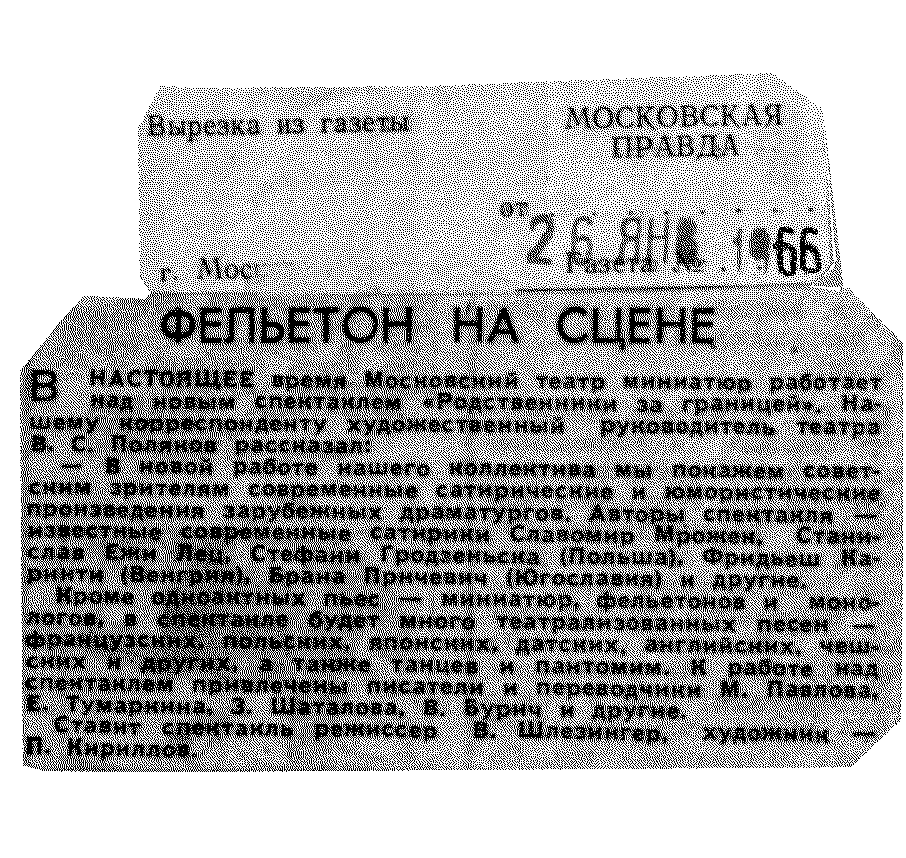 Вырезка из газеты
МОСКОВСКАЯ
ПРАВДА
от 26 ЯНВ 1966
г. Мос
Газета №
ФЕЛЬЕТОН НА СЦЕНЕ
В НАСТОЯЩЕЕ время Московский театр миниатюр работает
над новым спектаклем «Родственники за границей». На-
шему корреспонденту художественный руководитель театра
В. С. Поляков рассказал:
— В новой работе нашего коллектива мы покажем совет-
ским зрителям современные сатирические и юмористические
произведения зарубежных драматургов. Авторы спектакля —
известные современные сатирики Славомир Мрожек, Стани-
слав Ежи Лец, Стефани Гродзеньска (Польша), Фридьеш Ка-
ринти (Венгрия), Брана Црнчевич (Югославия) и другие.
Кроме одноактных пьес — миниатюр, фельетонов и моно-
логов, в спектакле будет много театрализованных песен —
французских, польских, японских, датских, английских, чеш-
ских и других, а также танцев и пантомим. К работе над
спектаклем привлечены писатели и переводчики М. Павлова,
Е. Тумаркина, З. Шаталова, В. Бурич и другие.
Ставит спектакль режиссер В. Шлезингер, художник —
П. Кириллов.